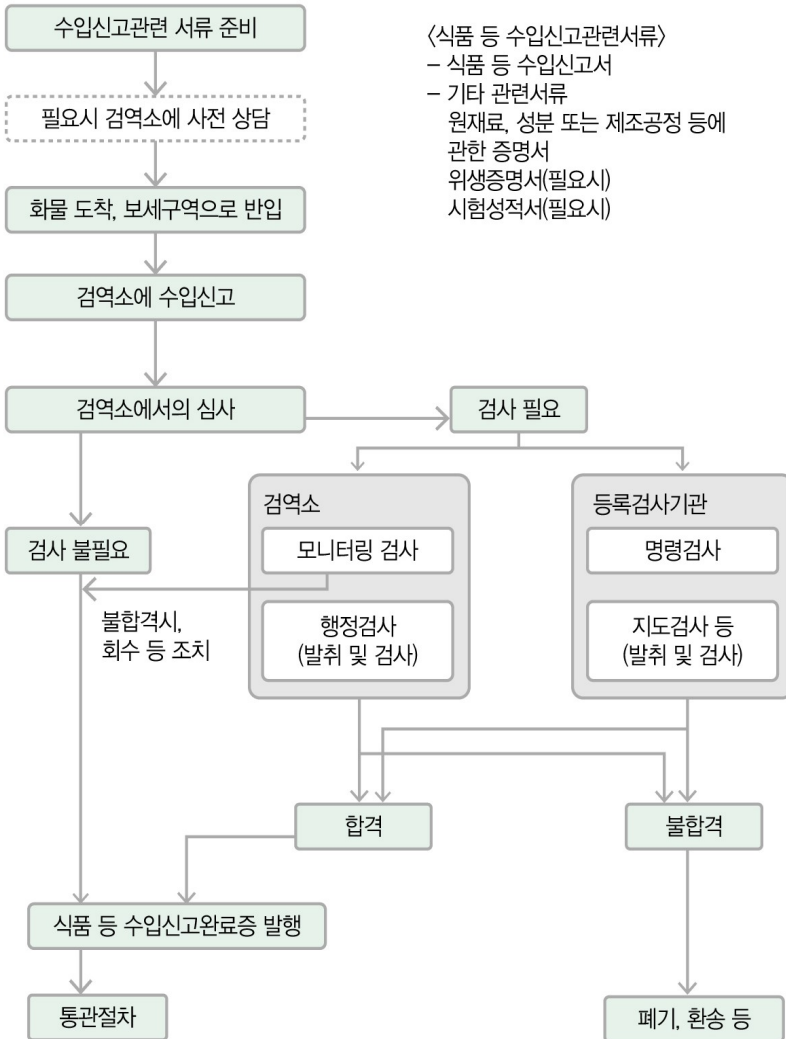 수입신고관련 서류 준비
〈식품 등 수입신고관련서류〉
– 식품 등 수입신고서
– 기타 관련서류
원재료, 성분 또는 제조공정 등에
관한 증명서
위생증명서(필요시)
시험성적서(필요시)
필요시 검역소에 사전 상담
화물 도착, 보세구역으로 반입
검역소에 수입신고
검역소에서의 심사
검사 필요
검역소
모니터링 검사
행정검사
(발취 및 검사)
등록검사기관
명령검사
지도검사 등
(발취 및 검사)
검사 불필요
불합격시,
회수 등 조치
합격
불합격
식품 등 수입신고완료증 발행
통관절차
폐기, 환송 등